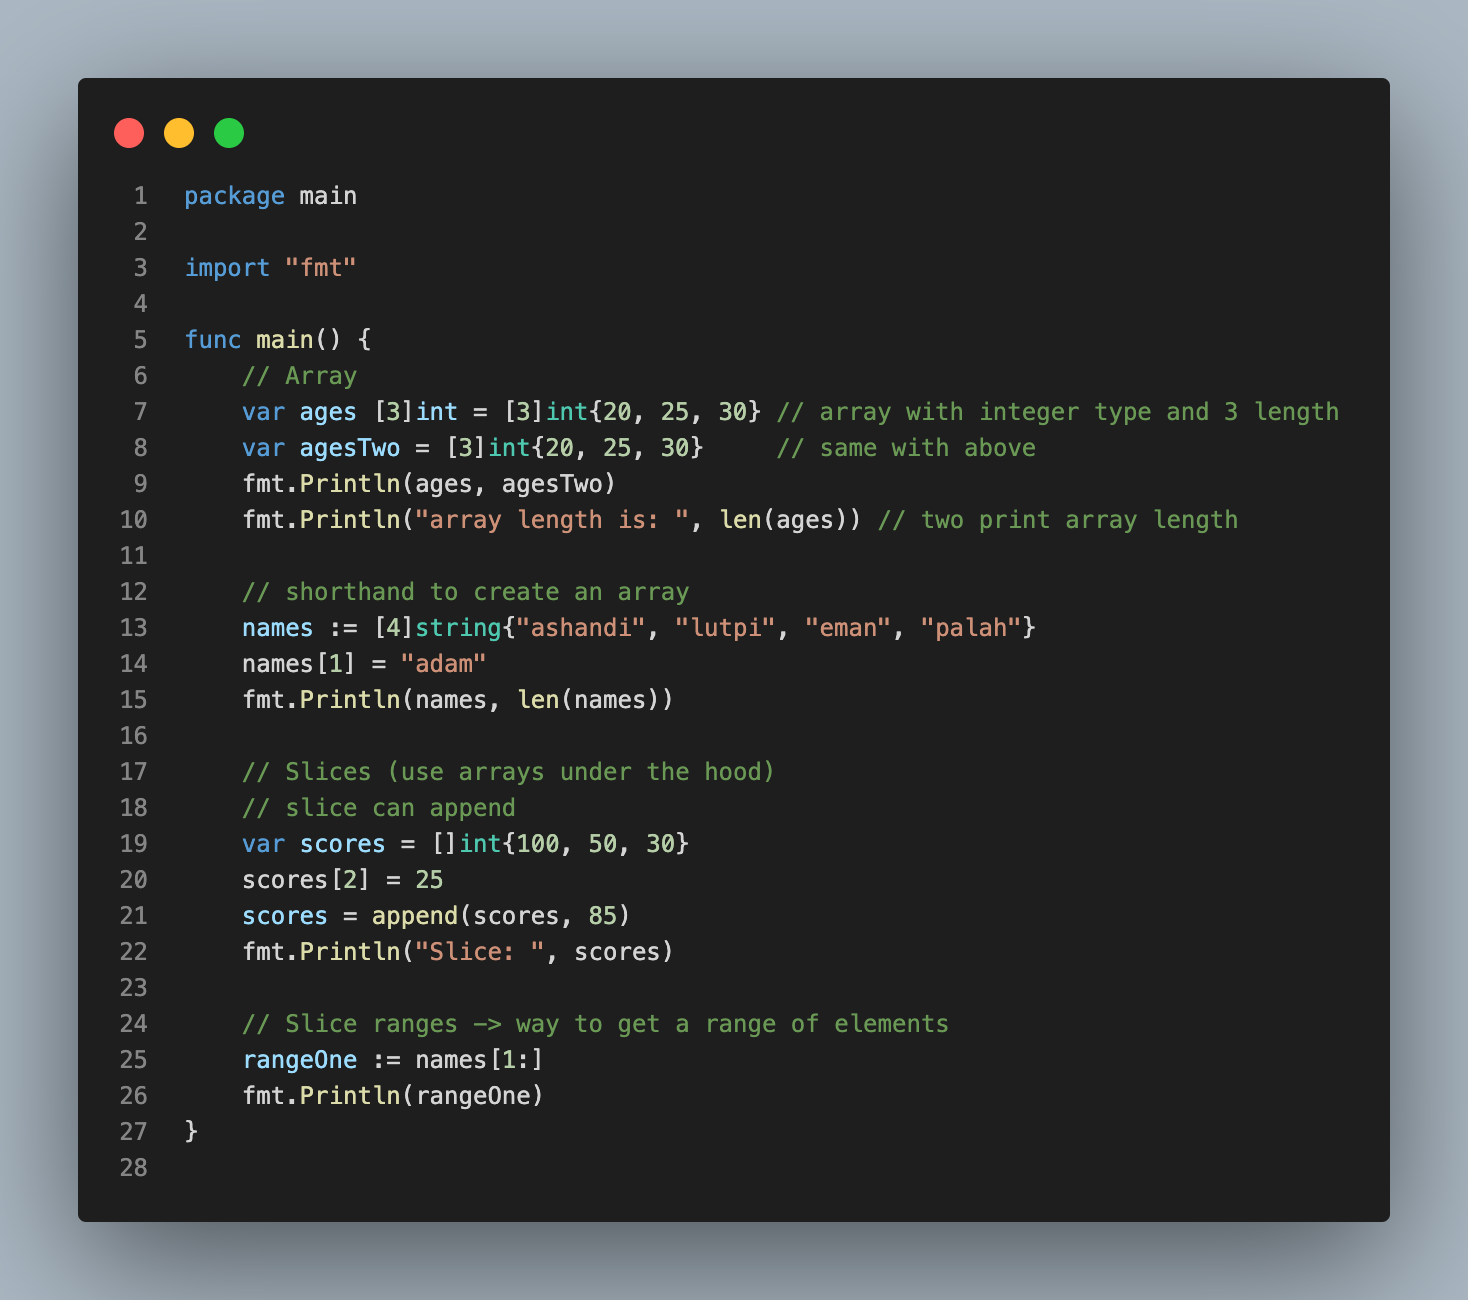 1 package main
2
3 import "fmt"
4
5 func main() {
6     // Array
7     var ages [3]int = [3]int{20, 25, 30} // array with integer type and 3 length
8     var agesTwo = [3]int{20, 25, 30}     // same with above
9     fmt.Println(ages, agesTwo)
10     fmt.Println("array length is: ", len(ages)) // two print array length
11
12     // shorthand to create an array
13     names := [4]string{"ashandi", "lutpi", "eman", "palah"}
14     names[1] = "adam"
15     fmt.Println(names, len(names))
16
17     // Slices (use arrays under the hood)
18     // slice can append
19     var scores = []int{100, 50, 30}
20     scores[2] = 25
21     scores = append(scores, 85)
22     fmt.Println("Slice: ", scores)
23
24     // Slice ranges -> way to get a range of elements
25     rangeOne := names[1:]
26     fmt.Println(rangeOne)
27 }
28